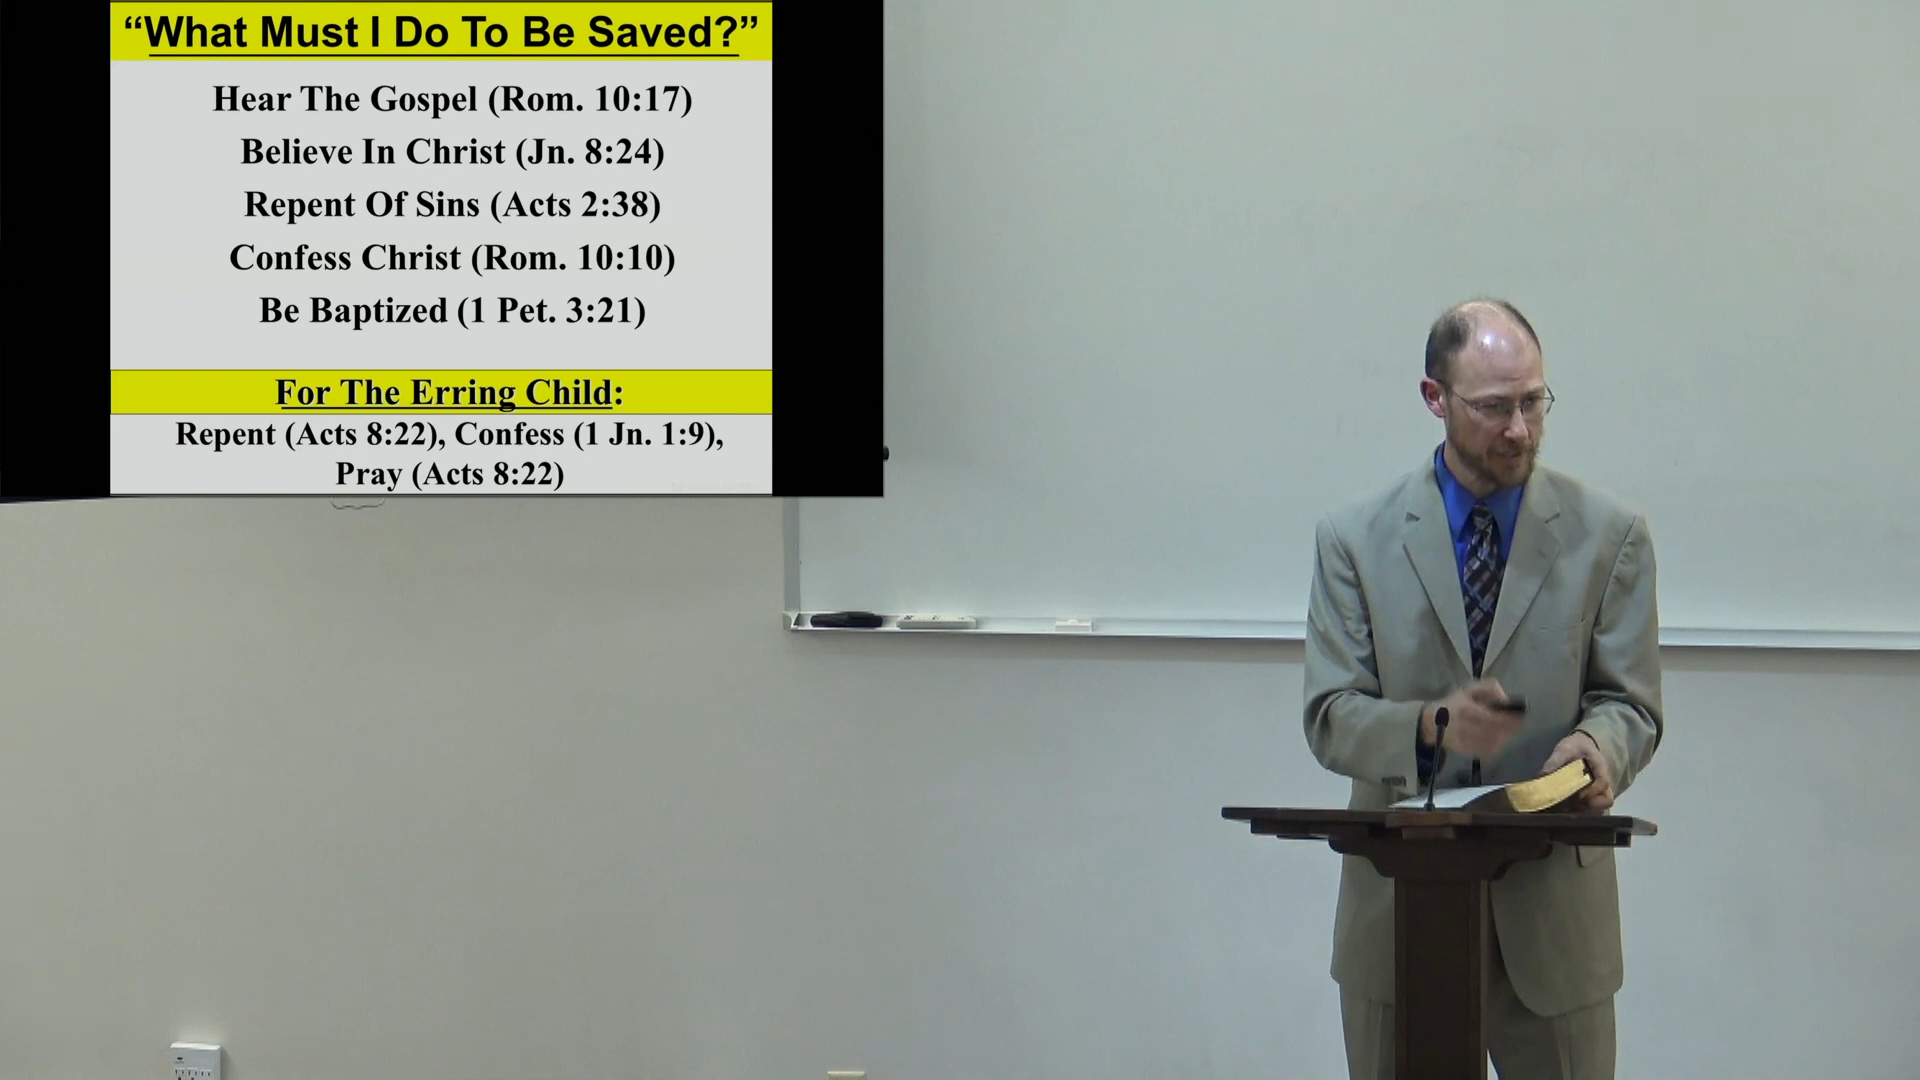 “What Must I Do To Be Saved?”
Hear The Gospel (Rom. 10:17)
Believe In Christ (Jn. 8:24)
Repent Of Sins (Acts 2:38)
Confess Christ (Rom. 10:10)
Be Baptized (1 Pet. 3:21)
For The Erring Child:
Repent (Acts 8:22), Confess (1 Jn. 1:9),
Pray (Acts 8:22)